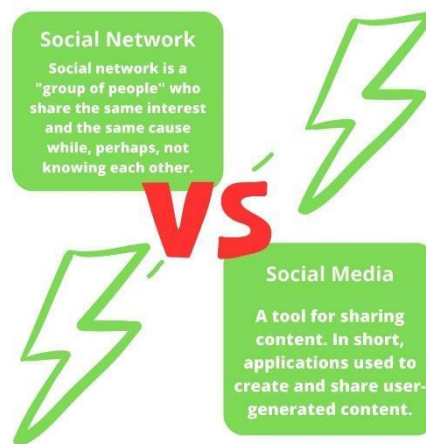 Social Network
Social network is a
"group of people" who
share the same interest
and the same cause
while, perhaps, not
knowing each other.
VS
Social Media
A tool for sharing
content. In short,
applications used to
create and share user-
generated content.